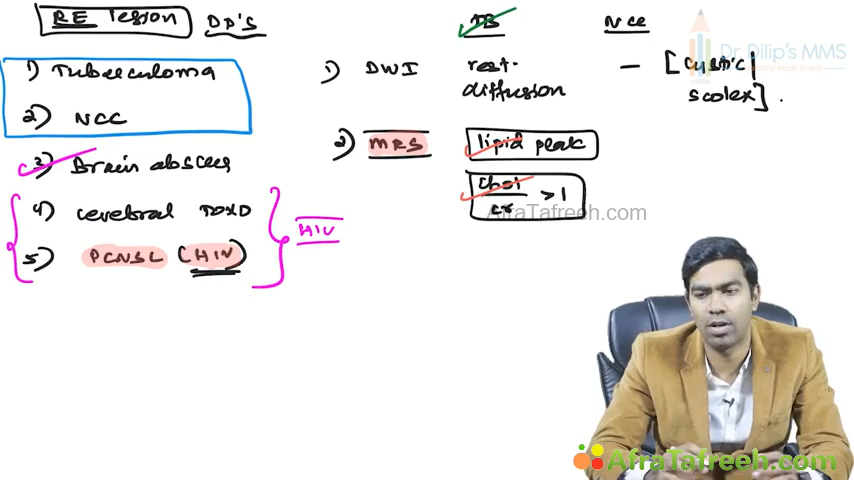 RE lesion DD's
1) Tuberculoma
2) NCC
3) Brain abscess
4) cerebral TOXO
5) PCNSL (HIV)
HIV
TB NCC
1) DWI rest. diffusion — [cystic| scolex].
2) MRS lipid peak
choi/cr >1
Dr Dilip's MMS
AfraTafreeh.com
AfraTafreeh.com